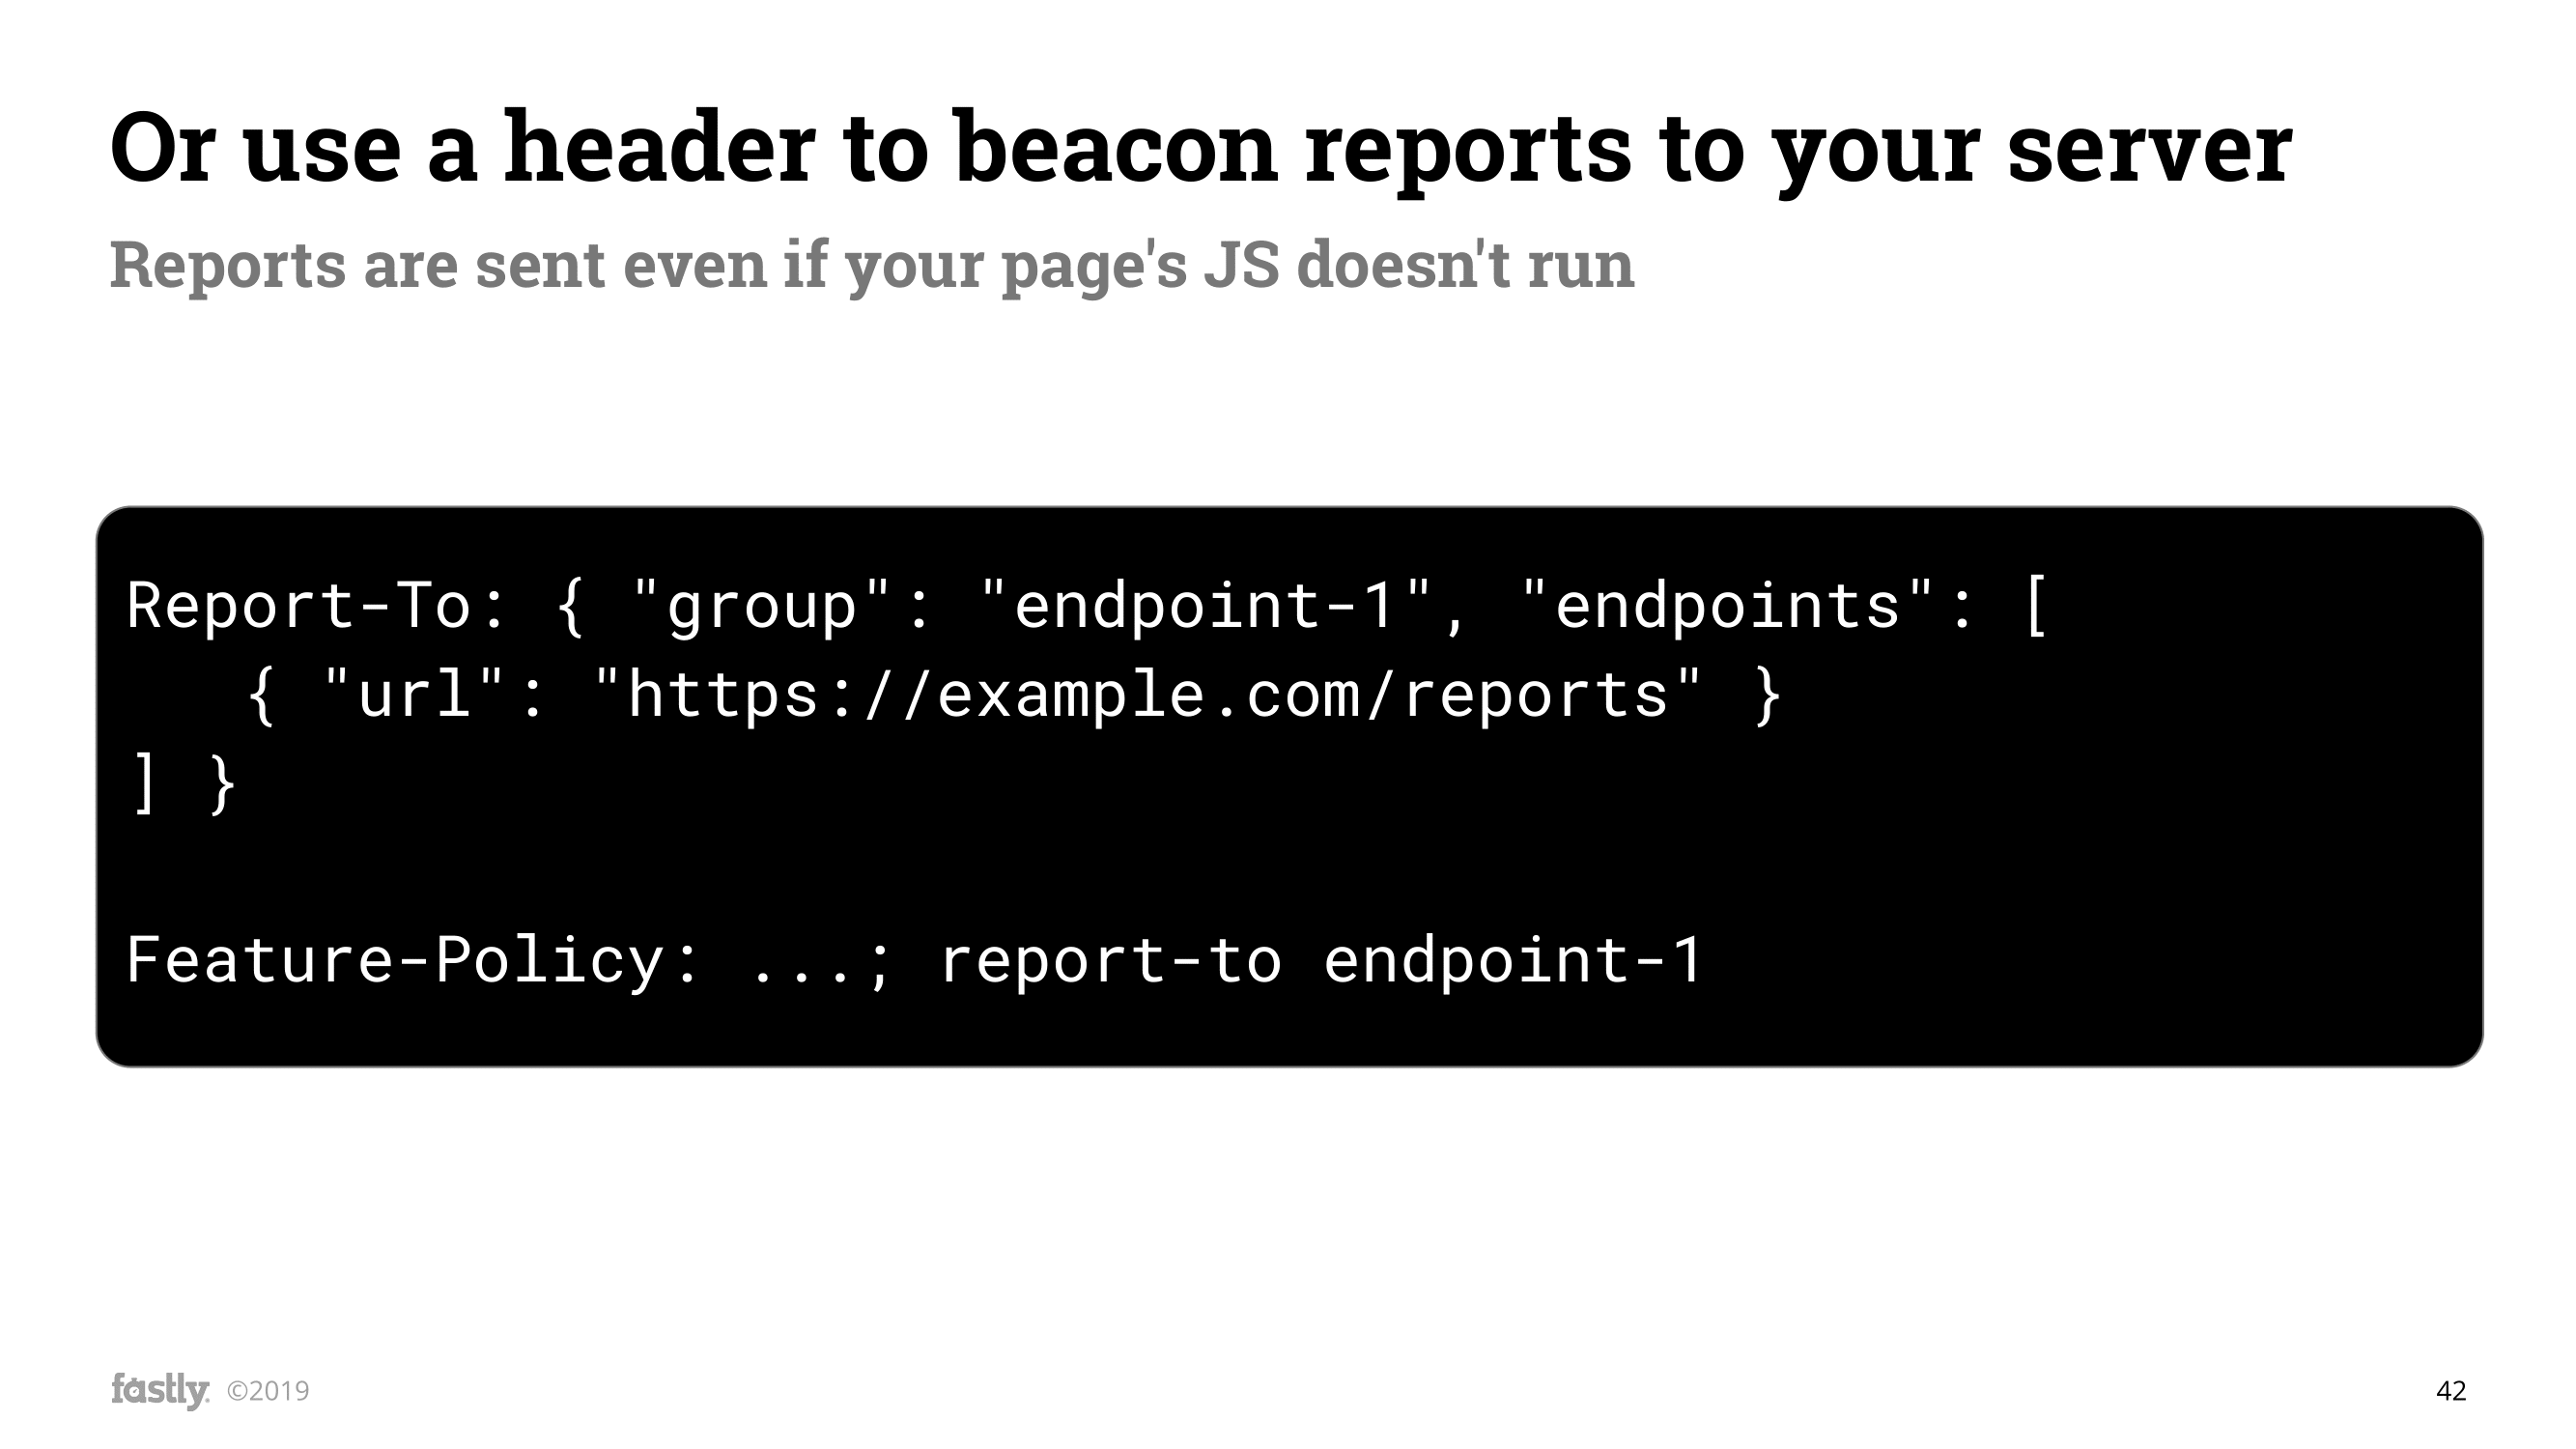 Or use a header to beacon reports to your server
Reports are sent even if your page's JS doesn't run
Report-To: { "group": "endpoint-1", "endpoints": [
   { "url": "https://example.com/reports" }
] }
Feature-Policy: ...; report-to endpoint-1
fastly ©2019
42